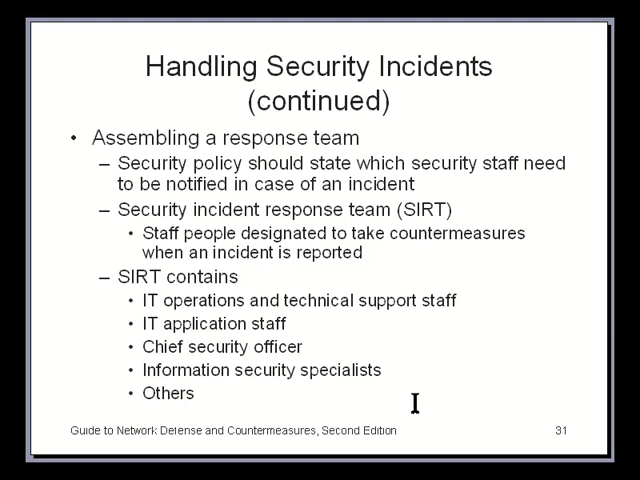 Handling Security Incidents
(continued)
• Assembling a response team
– Security policy should state which security staff need
to be notified in case of an incident
– Security incident response team (SIRT)
• Staff people designated to take countermeasures
when an incident is reported
– SIRT contains
• IT operations and technical support staff
• IT application staff
• Chief security officer
• Information security specialists
• Others
Guide to Network Defense and Countermeasures, Second Edition 31